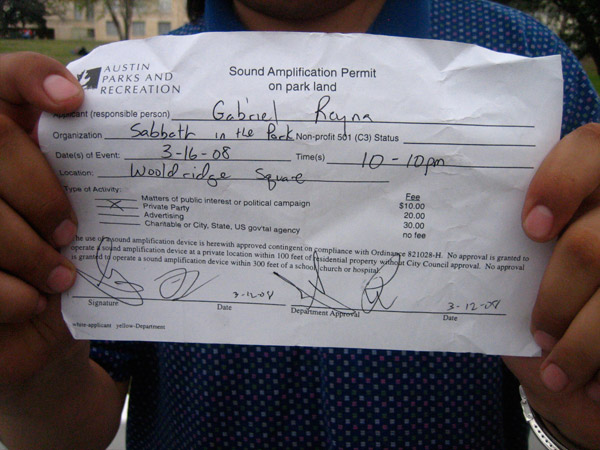 AUSTIN
PARKS AND
RECREATION
Sound Amplification Permit
on park land
Applicant (responsible person) Gabriel Reyna
Organization Sabbath in the Park Non-profit 501 (C3) Status
Date(s) of Event: 3-16-08 Time(s) 10-10pm
Location: Wooldridge Square
Type of Activity: Fee
Matters of public interest or political campaign $10.00
X Private Party 20.00
Advertising 30.00
Charitable or City, State, US gov'tal agency no fee
The use of a sound amplification device is herewith approved contingent on compliance with Ordinance 821028-H. No approval is granted to
operate a sound amplification device at a private location within 100 feet of residential property without City Council approval. No approval
is granted to operate a sound amplification device within 300 feet of a school, church or hospital.
3-12-08 3-12-08
Signature Date Department Approval Date
white-applicant yellow-Department